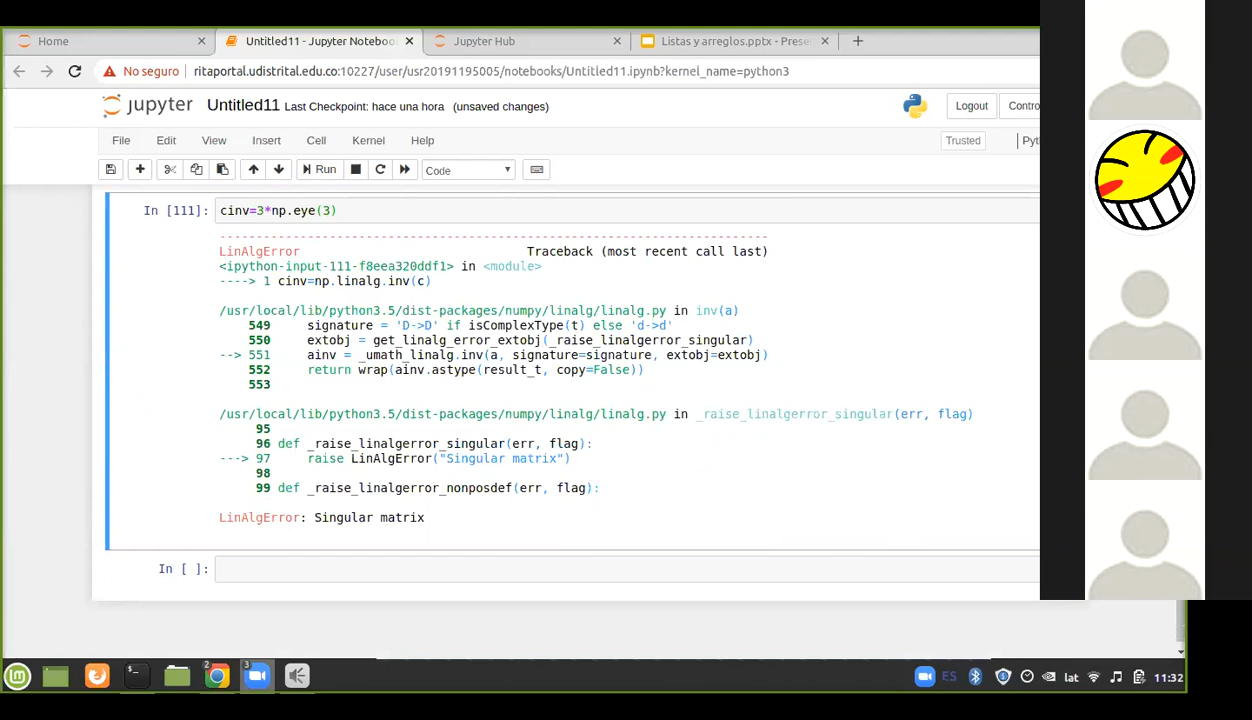 Home
Untitled11 - Jupyter Noteboo
Jupyter Hub
Listas y arreglos.pptx - Prese
No seguro
ritaportal.udistrital.edu.co:10227/user/usr20191195005/notebooks/Untitled11.ipynb?kernel_name=python3
jupyter Untitled11 Last Checkpoint: hace una hora (unsaved changes)
Logout
Contro
File Edit View Insert Cell Kernel Help
Trusted
Pyt
Run
Code
In [111]: cinv=3*np.eye(3)
---------------------------------------------------------------------------
LinAlgError Traceback (most recent call last)
<ipython-input-111-f8eea320ddf1> in <module>
----> 1 cinv=np.linalg.inv(c)
/usr/local/lib/python3.5/dist-packages/numpy/linalg/linalg.py in inv(a)
549 signature = 'D->D' if isComplexType(t) else 'd->d'
550 extobj = get_linalg_error_extobj(_raise_linalgerror_singular)
--> 551 ainv = _umath_linalg.inv(a, signature=signature, extobj=extobj)
552 return wrap(ainv.astype(result_t, copy=False))
553
/usr/local/lib/python3.5/dist-packages/numpy/linalg/linalg.py in _raise_linalgerror_singular(err, flag)
95
96 def _raise_linalgerror_singular(err, flag):
---> 97 raise LinAlgError("Singular matrix")
98
99 def _raise_linalgerror_nonposdef(err, flag):
LinAlgError: Singular matrix
In [ ]:
2
3
ES
lat
11:32